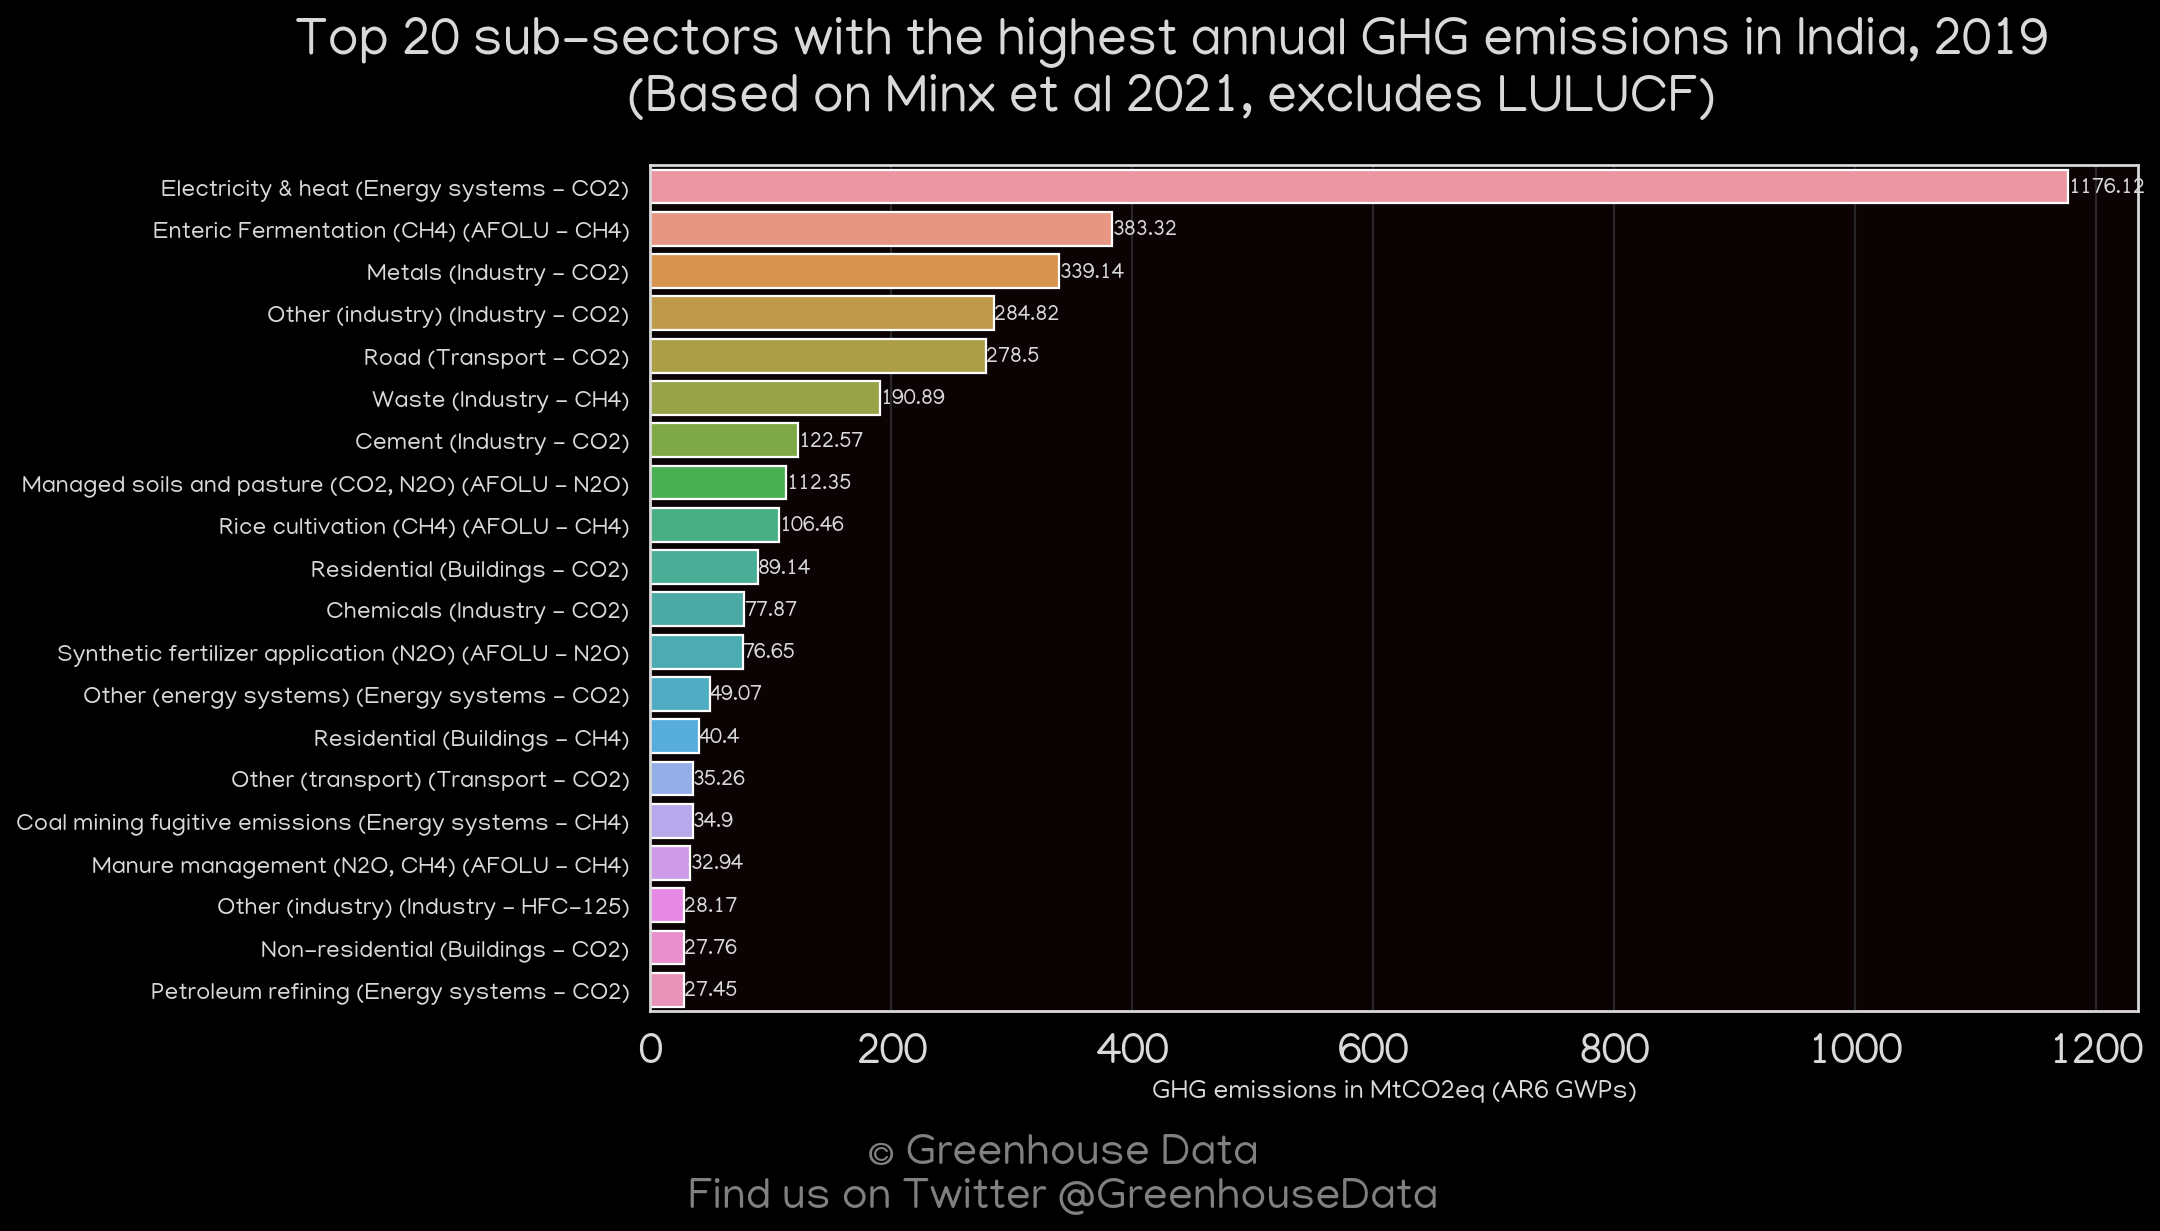 Top 20 sub-sectors with the highest annual GHG emissions in India, 2019
(Based on Minx et al 2021, excludes LULUCF)
Electricity & heat (Energy systems - CO2) 1176.12
Enteric Fermentation (CH4) (AFOLU - CH4) 383.32
Metals (Industry - CO2) 339.14
Other (industry) (Industry - CO2) 284.82
Road (Transport - CO2) 278.5
Waste (Industry - CH4) 190.89
Cement (Industry - CO2) 122.57
Managed soils and pasture (CO2, N2O) (AFOLU - N2O) 112.35
Rice cultivation (CH4) (AFOLU - CH4) 106.46
Residential (Buildings - CO2) 89.14
Chemicals (Industry - CO2) 77.87
Synthetic fertilizer application (N2O) (AFOLU - N2O) 76.65
Other (energy systems) (Energy systems - CO2) 49.07
Residential (Buildings - CH4) 40.4
Other (transport) (Transport - CO2) 35.26
Coal mining fugitive emissions (Energy systems - CH4) 34.9
Manure management (N2O, CH4) (AFOLU - CH4) 32.94
Other (industry) (Industry - HFC-125) 28.17
Non-residential (Buildings - CO2) 27.76
Petroleum refining (Energy systems - CO2) 27.45
0 200 400 600 800 1000 1200
GHG emissions in MtCO2eq (AR6 GWPs)
© Greenhouse Data
Find us on Twitter @GreenhouseData